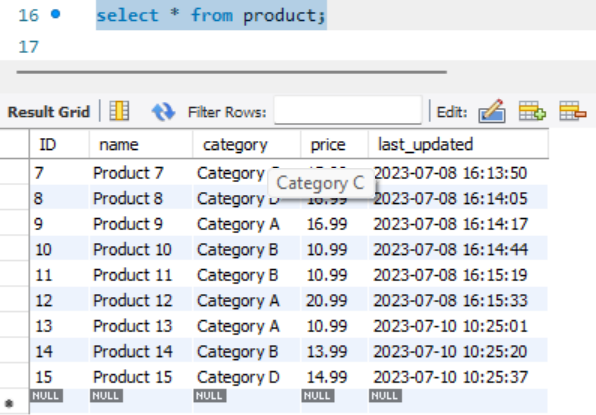 16 select * from product;
17
Result Grid Filter Rows: Edit:
ID name category price last_updated
7 Product 7 Category 2023-07-08 16:13:50
Category C
8 Product 8 Category D 16.99 2023-07-08 16:14:05
9 Product 9 Category A 16.99 2023-07-08 16:14:17
10 Product 10 Category B 10.99 2023-07-08 16:14:44
11 Product 11 Category B 10.99 2023-07-08 16:15:19
12 Product 12 Category A 20.99 2023-07-08 16:15:33
13 Product 13 Category A 10.99 2023-07-10 10:25:01
14 Product 14 Category B 13.99 2023-07-10 10:25:20
15 Product 15 Category D 14.99 2023-07-10 10:25:37
NULL NULL NULL NULL NULL